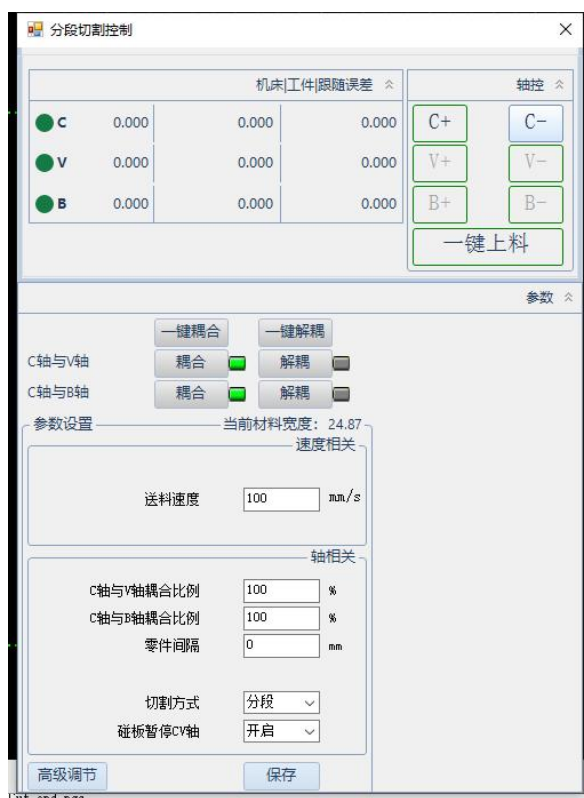 分段切割控制
机床|工件|跟随误差
轴控
C 0.000 0.000 0.000
C+ C-
V 0.000 0.000 0.000
V+ V-
B 0.000 0.000 0.000
B+ B-
一键上料
参数
一键耦合 一键解耦
C轴与V轴 耦合 解耦
C轴与B轴 耦合 解耦
参数设置 当前材料宽度: 24.87
速度相关
送料速度 100 mm/s
轴相关
C轴与V轴耦合比例 100 %
C轴与B轴耦合比例 100 %
零件间隔 0 mm
切割方式 分段
碰板暂停CV轴 开启
高级调节 保存